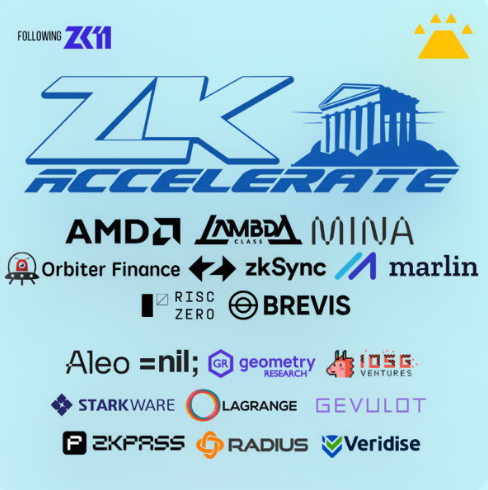 FOLLOWING ZK11
ZK
ACCELERATE
AMD LAMBDA CLASS MINA
Orbiter Finance zkSync marlin
RISC ZERO BREVIS
Aleo =nil; GR geometry RESEARCH IOSG VENTURES
STARKWARE LAGRANGE GEVULOT
P ZKPASS RADIUS Veridise